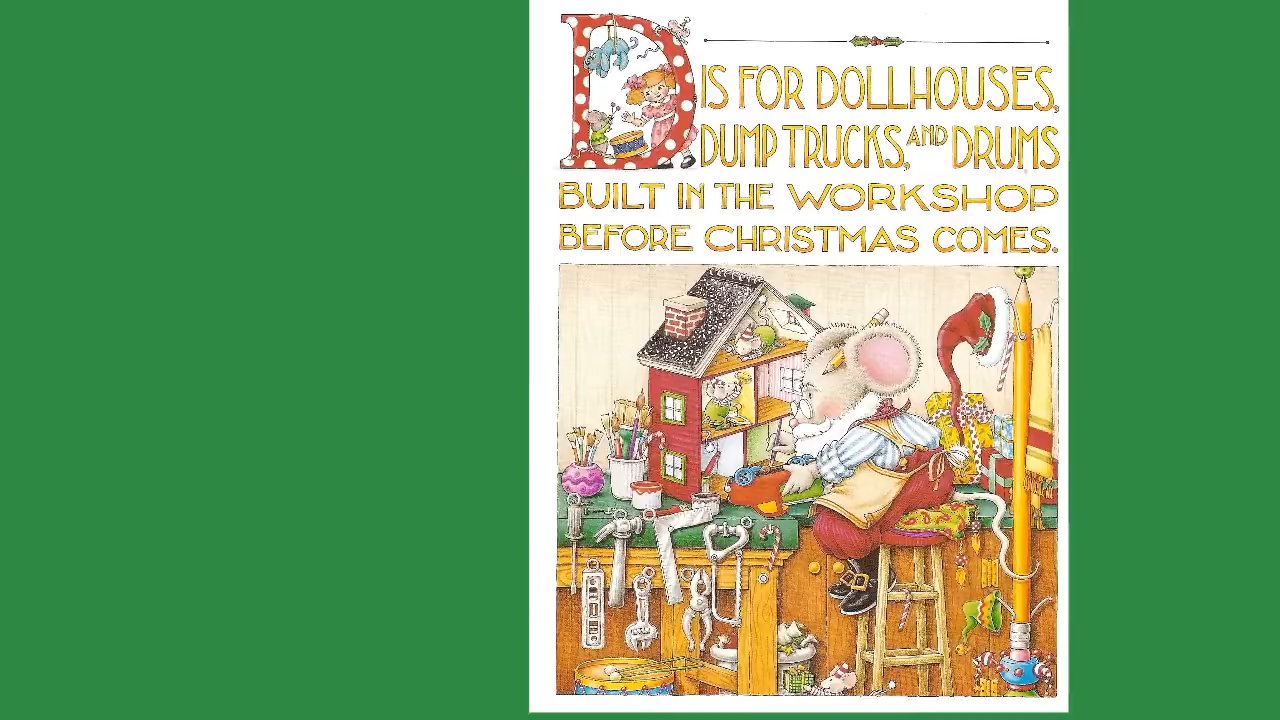 D IS FOR DOLLHOUSES,
DUMP TRUCKS, AND DRUMS
BUILT IN THE WORKSHOP
BEFORE CHRISTMAS COMES.